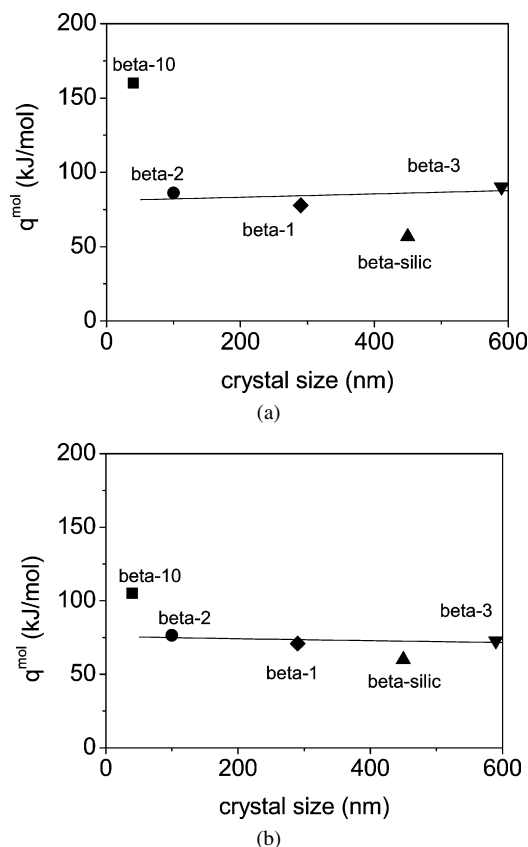 200
beta-10
150
beta-2
beta-3
100
q^mol (kJ/mol)
beta-1
50
beta-silic
0
0 200 400 600
crystal size (nm)
(a)
200
150
beta-10
100
beta-2
beta-3
q^mol (kJ/mol)
50
beta-1
beta-silic
0
0 200 400 600
crystal size (nm)
(b)